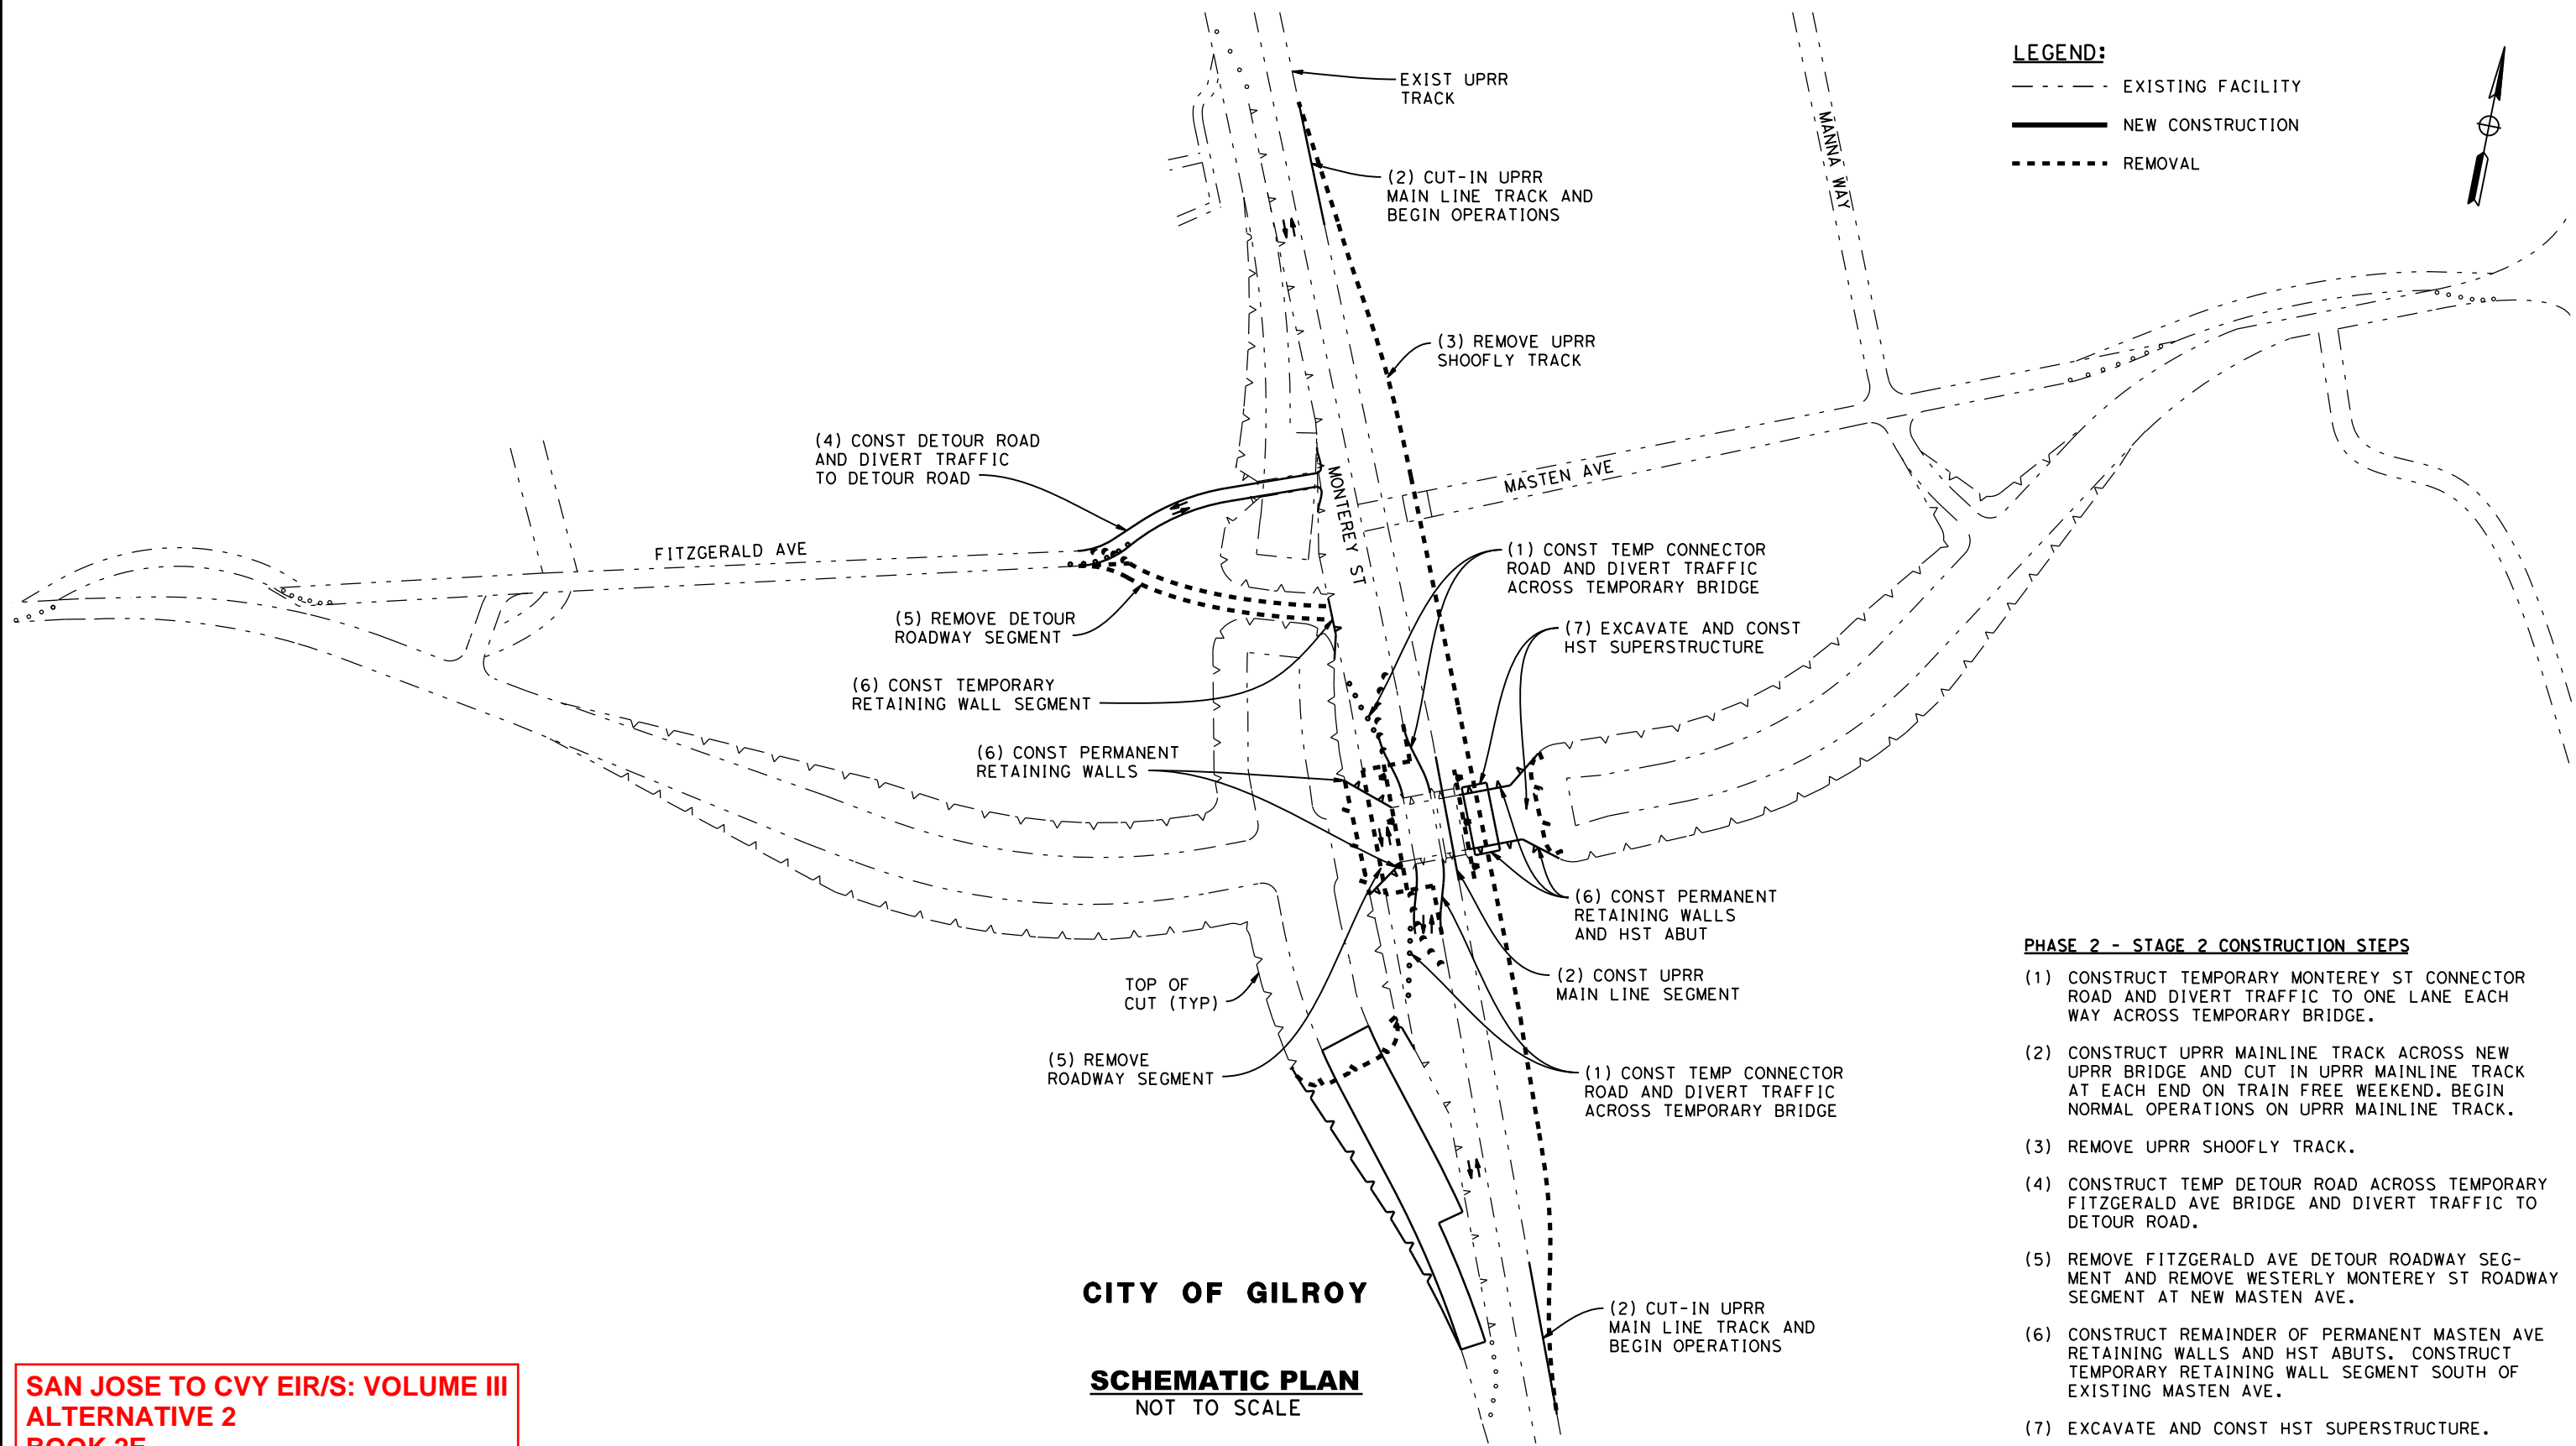 EXIST UPRR
TRACK
(2) CUT-IN UPRR
MAIN LINE TRACK AND
BEGIN OPERATIONS
MANNA WAY
LEGEND:
EXISTING FACILITY
NEW CONSTRUCTION
REMOVAL
(3) REMOVE UPRR
SHOOFLY TRACK
(4) CONST DETOUR ROAD
AND DIVERT TRAFFIC
TO DETOUR ROAD
MONTEREY ST
MASTEN AVE
FITZGERALD AVE
(1) CONST TEMP CONNECTOR
ROAD AND DIVERT TRAFFIC
ACROSS TEMPORARY BRIDGE
(5) REMOVE DETOUR
ROADWAY SEGMENT
(7) EXCAVATE AND CONST
HST SUPERSTRUCTURE
(6) CONST TEMPORARY
RETAINING WALL SEGMENT
(6) CONST PERMANENT
RETAINING WALLS
(6) CONST PERMANENT
RETAINING WALLS
AND HST ABUT
(2) CONST UPRR
MAIN LINE SEGMENT
TOP OF
CUT (TYP)
(5) REMOVE
ROADWAY SEGMENT
(1) CONST TEMP CONNECTOR
ROAD AND DIVERT TRAFFIC
ACROSS TEMPORARY BRIDGE
(2) CUT-IN UPRR
MAIN LINE TRACK AND
BEGIN OPERATIONS
CITY OF GILROY
SCHEMATIC PLAN
NOT TO SCALE
PHASE 2 - STAGE 2 CONSTRUCTION STEPS
(1) CONSTRUCT TEMPORARY MONTEREY ST CONNECTOR
ROAD AND DIVERT TRAFFIC TO ONE LANE EACH
WAY ACROSS TEMPORARY BRIDGE.
(2) CONSTRUCT UPRR MAINLINE TRACK ACROSS NEW
UPRR BRIDGE AND CUT IN UPRR MAINLINE TRACK
AT EACH END ON TRAIN FREE WEEKEND. BEGIN
NORMAL OPERATIONS ON UPRR MAINLINE TRACK.
(3) REMOVE UPRR SHOOFLY TRACK.
(4) CONSTRUCT TEMP DETOUR ROAD ACROSS TEMPORARY
FITZGERALD AVE BRIDGE AND DIVERT TRAFFIC TO
DETOUR ROAD.
(5) REMOVE FITZGERALD AVE DETOUR ROADWAY SEG-
MENT AND REMOVE WESTERLY MONTEREY ST ROADWAY
SEGMENT AT NEW MASTEN AVE.
(6) CONSTRUCT REMAINDER OF PERMANENT MASTEN AVE
RETAINING WALLS AND HST ABUTS. CONSTRUCT
TEMPORARY RETAINING WALL SEGMENT SOUTH OF
EXISTING MASTEN AVE.
(7) EXCAVATE AND CONST HST SUPERSTRUCTURE.
SAN JOSE TO CVY EIR/S: VOLUME III
ALTERNATIVE 2